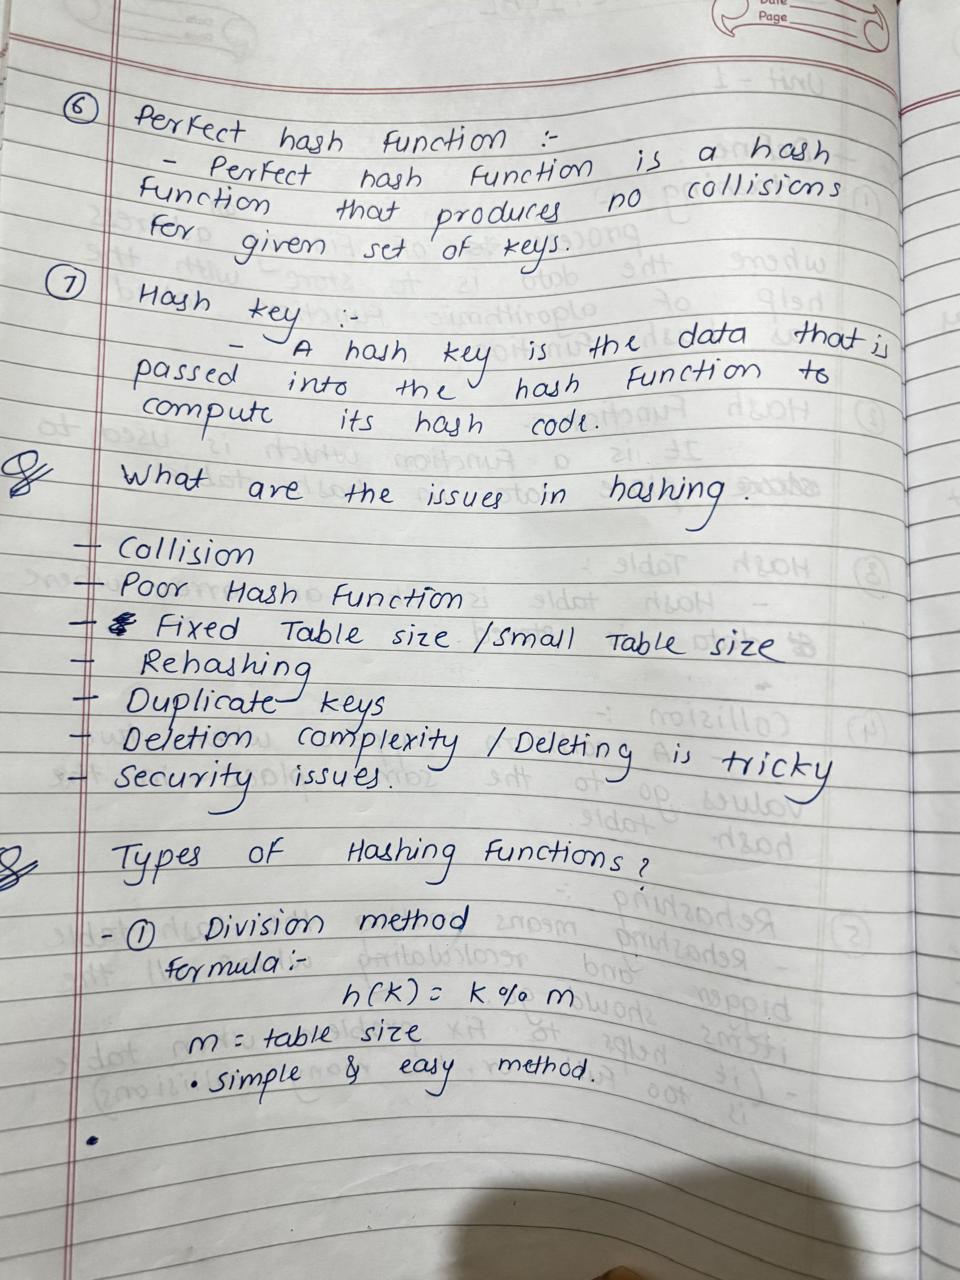 Date
Page
6 Perfect hash function :-
- Perfect hash function is a hash
function that produces no collisions
for given set of keys.
7 Hash key :-
- A hash key is the data that is
passed into the hash function to
compute its hash code.
Q What are the issues in hashing.
- Collision
- Poor Hash Function
- Fixed Table size / small Table size
- Rehashing
- Duplicate keys
- Deletion complexity / Deleting is tricky
- Security issues.
Q Types of Hashing Functions?
- 1 Division method
formula :-
h(k) = k % m
m = table size
• simple & easy method.